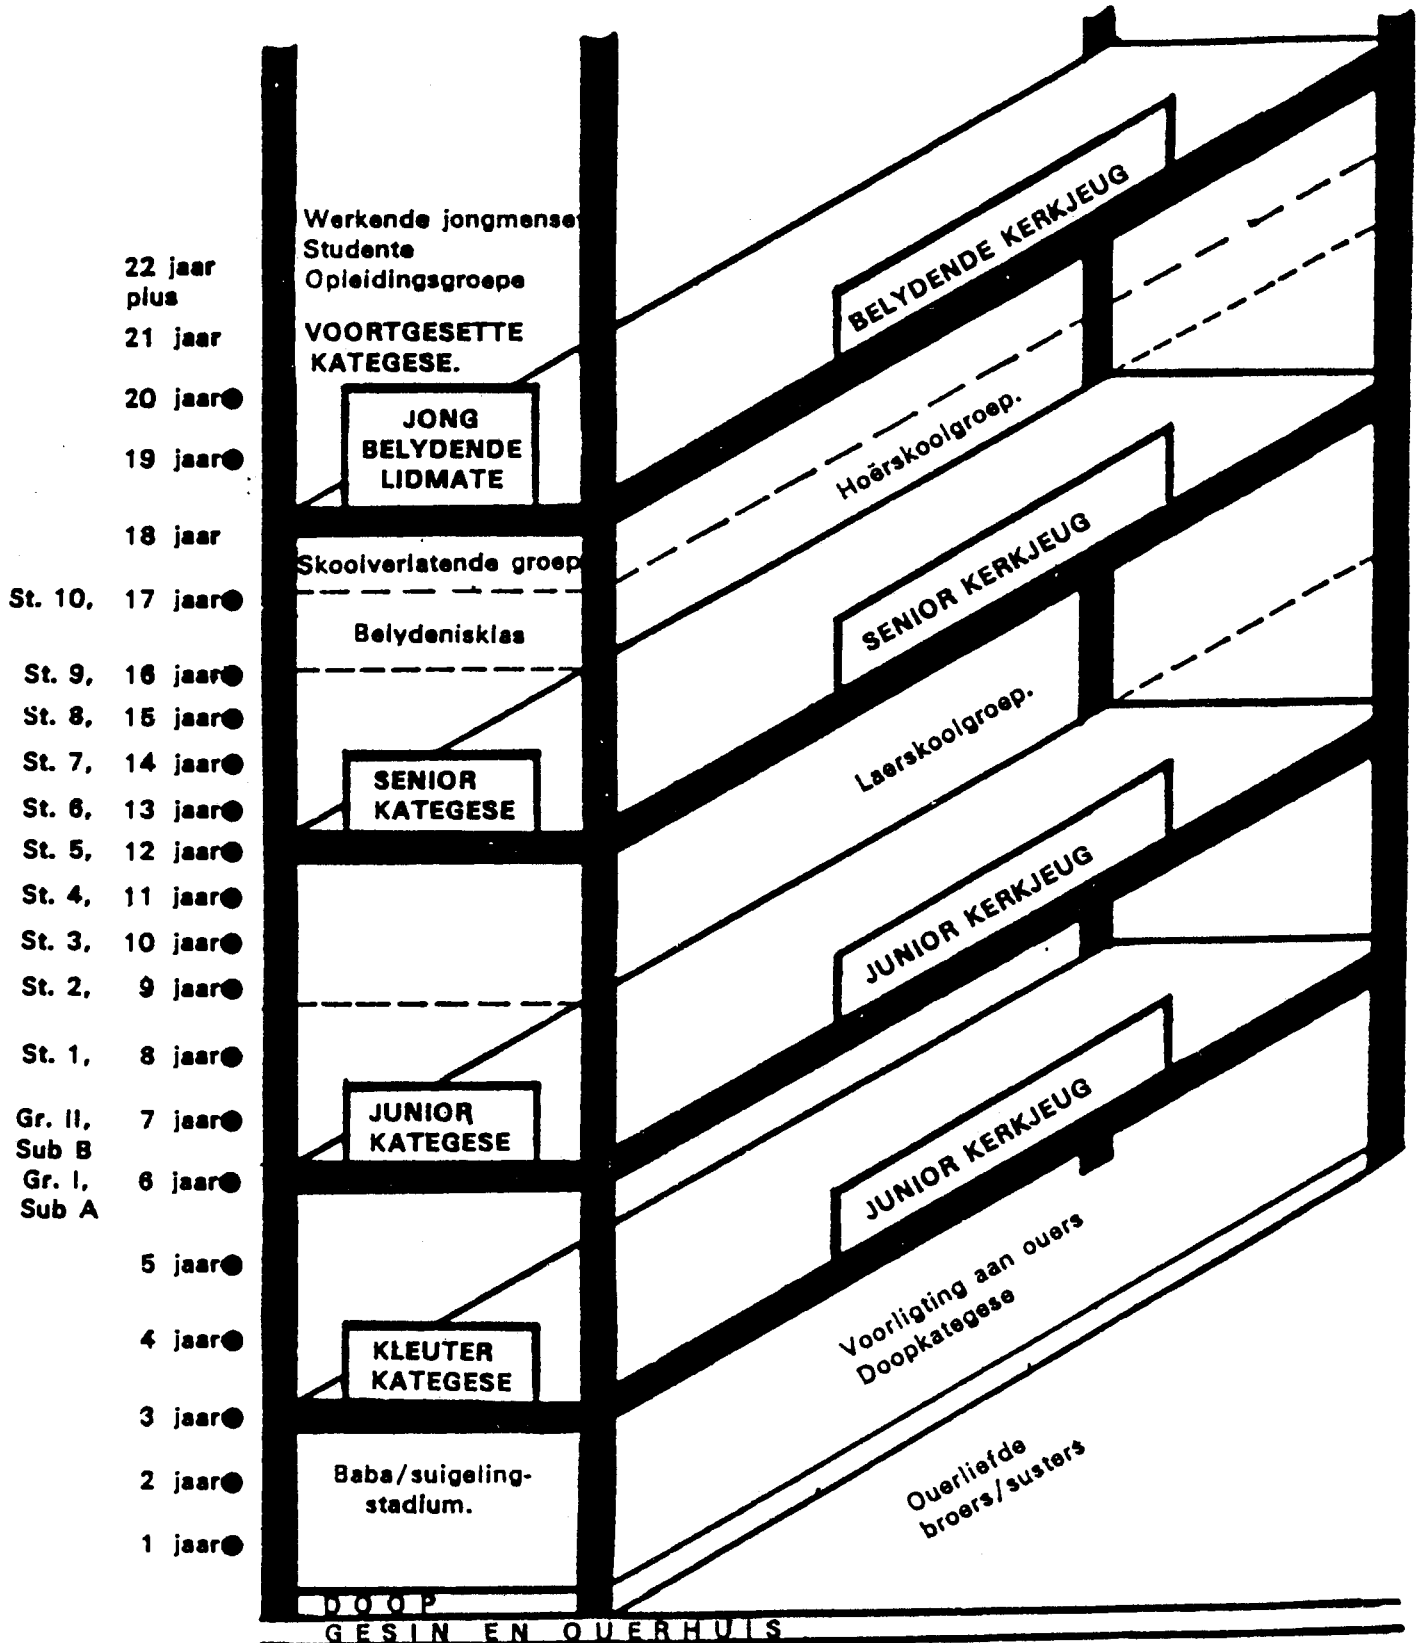 Werkende jongmense
Studente
Opleidingsgroepe
VOORTGESETTE
KATEGESE.
JONG
BELYDENDE
LIDMATE
Skoolverlatende groep
Belydenisklas
SENIOR
KATEGESE
JUNIOR
KATEGESE
KLEUTER
KATEGESE
Baba/suigeling-
stadium.
DOOP
GESIN EN OUERHUIS
22 jaar
plus
21 jaar
20 jaar
19 jaar
18 jaar
St. 10, 17 jaar
St. 9, 16 jaar
St. 8, 15 jaar
St. 7, 14 jaar
St. 6, 13 jaar
St. 5, 12 jaar
St. 4, 11 jaar
St. 3, 10 jaar
St. 2, 9 jaar
St. 1, 8 jaar
Gr. II, 7 jaar
Sub B
Gr. I, 6 jaar
Sub A
5 jaar
4 jaar
3 jaar
2 jaar
1 jaar
BELYDENDE KERKJEUG
Hoërskoolgroep.
SENIOR KERKJEUG
Laerskoolgroep.
JUNIOR KERKJEUG
JUNIOR KERKJEUG
Voorligting aan ouers
Doopkategese
Ouerliefde
broers/susters